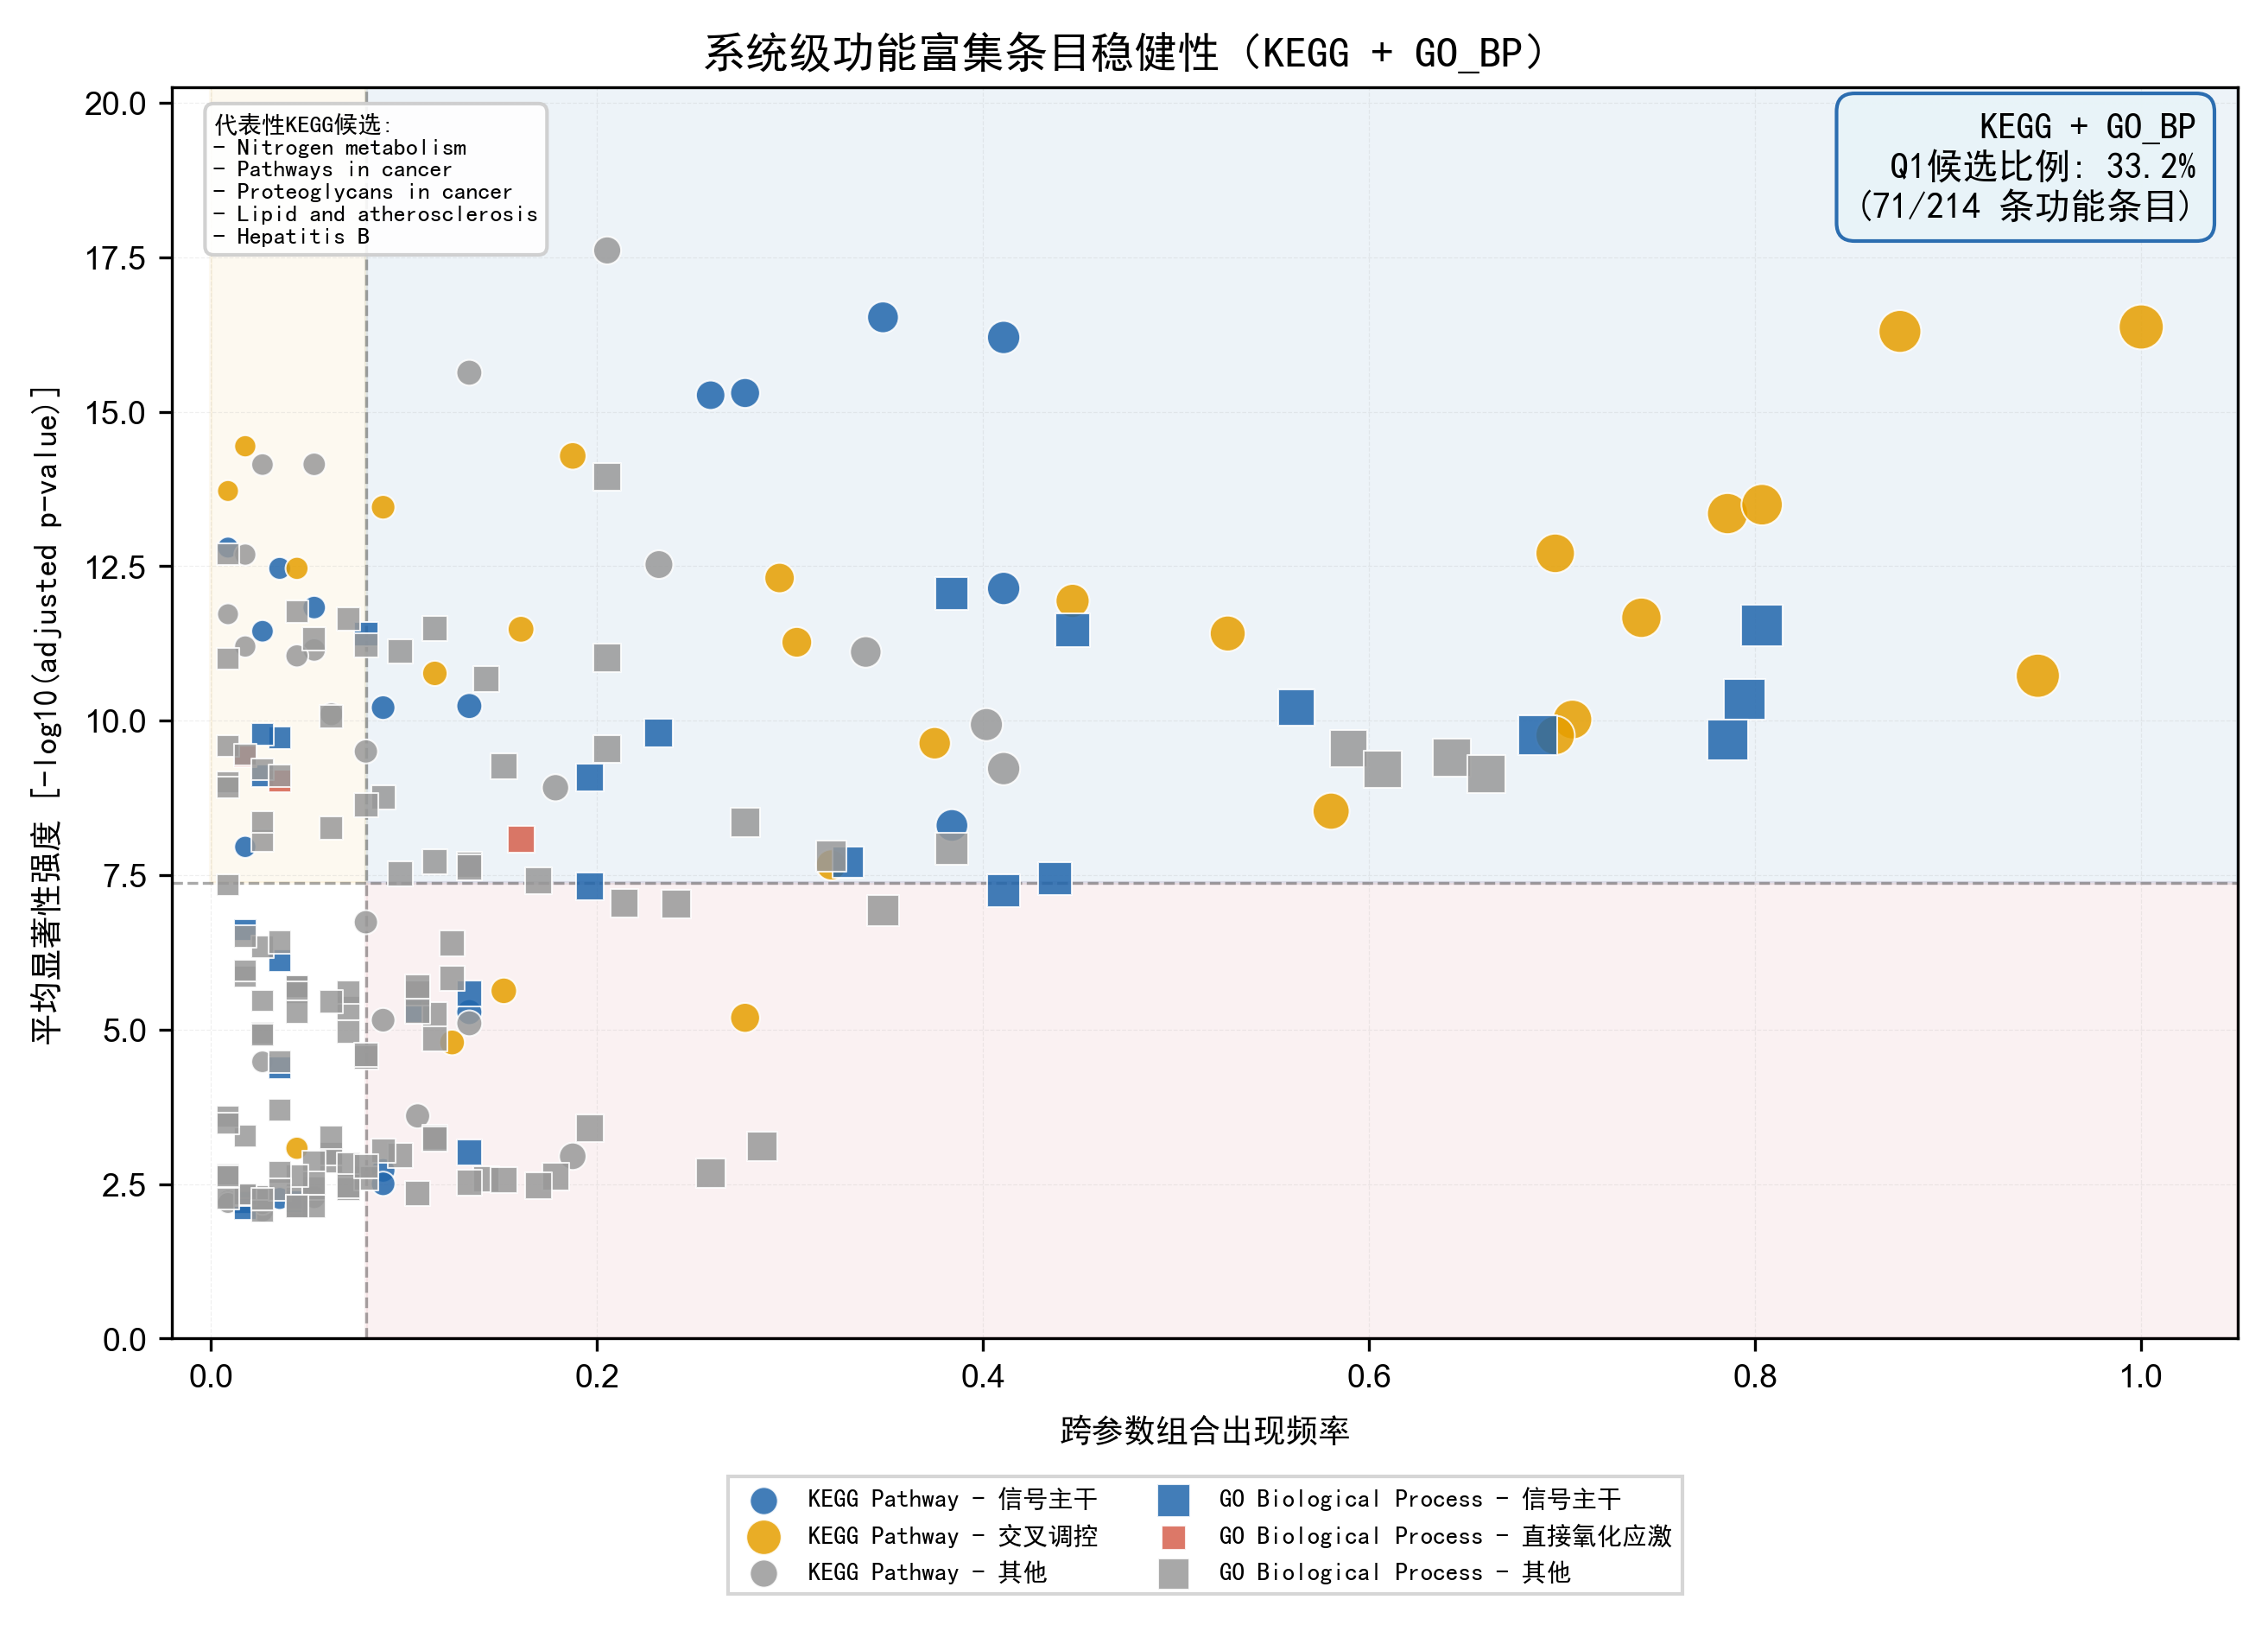 系统级功能富集条目稳健性（KEGG + GO_BP）
代表性KEGG候选:
- Nitrogen metabolism
- Pathways in cancer
- Proteoglycans in cancer
- Lipid and atherosclerosis
- Hepatitis B
KEGG + GO_BP
Q1候选比例: 33.2%
(71/214 条功能条目)
平均显著性强度 [-log10(adjusted p-value)]
20.0
17.5
15.0
12.5
10.0
7.5
5.0
2.5
0.0
0.0 0.2 0.4 0.6 0.8 1.0
跨参数组合出现频率
KEGG Pathway - 信号主干
KEGG Pathway - 交叉调控
KEGG Pathway - 其他
GO Biological Process - 信号主干
GO Biological Process - 直接氧化应激
GO Biological Process - 其他